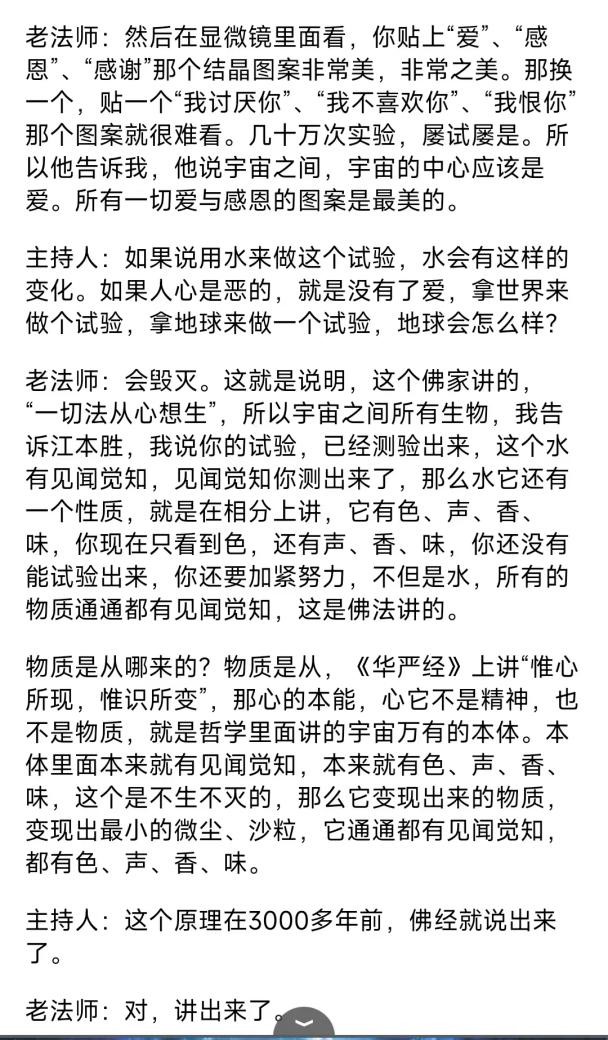 老法师：然后在显微镜里面看，你贴上“爱”、“感
恩”、“感谢”那个结晶图案非常美，非常之美。那换
一个，贴一个“我讨厌你”、“我不喜欢你”、“我恨你”
那个图案就很难看。几十万次实验，屡试屡是。所
以他告诉我，他说宇宙之间，宇宙的中心应该是
爱。所有一切爱与感恩的图案是最美的。
主持人：如果说用水来做这个试验，水会有这样的
变化。如果人心是恶的，就是没有了爱，拿世界来
做个试验，拿地球来做一个试验，地球会怎么样？
老法师：会毁灭。这就是说明，这个佛家讲的，
“一切法从心想生”，所以宇宙之间所有生物，我告
诉江本胜，我说你的试验，已经测验出来，这个水
有见闻觉知，见闻觉知你测出来了，那么水它还有
一个性质，就是在相分上讲，它有色、声、香、
味，你现在只看到色，还有声、香、味，你还没有
能试验出来，你还要加紧努力，不但是水，所有的
物质通通都有见闻觉知，这是佛法讲的。
物质是从哪来的？物质是从，《华严经》上讲“惟心
所现，惟识所变”，那心的本能，心它不是精神，也
不是物质，就是哲学里面讲的宇宙万有的本体。本
体里面本来就有见闻觉知，本来就有色、声、香、
味，这个是不生不灭的，那么它变现出来的物质，
变现出最小的微尘、沙粒，它通通都有见闻觉知，
都有色、声、香、味。
主持人：这个原理在3000多年前，佛经就说出来
了。
老法师：对，讲出来了。